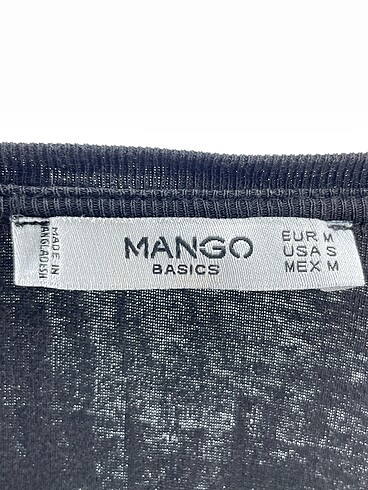 MADE IN
BANGLADESH
MANGO
BASICS
EUR M
USA S
MEX M